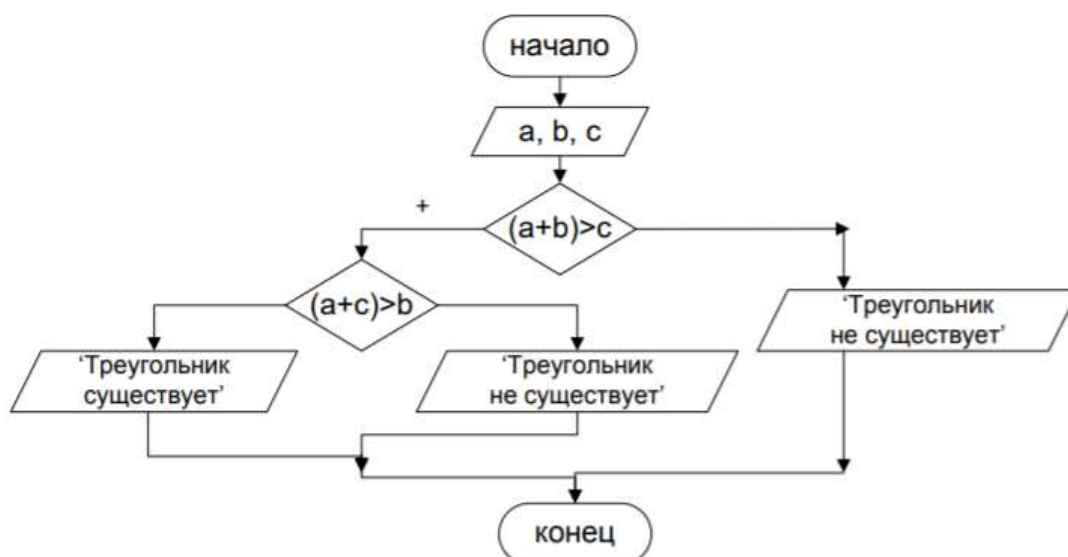 начало
a, b, c
+
(a+b)>c
(a+c)>b
‘Треугольник
не существует’
‘Треугольник
существует’
‘Треугольник
не существует’
конец